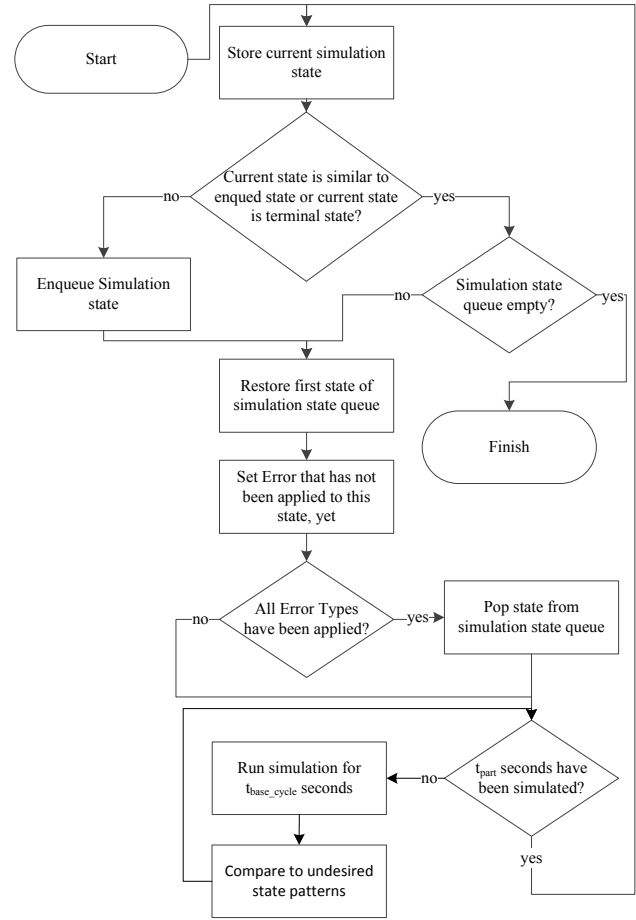 Start
Store current simulation
state
Current state is similar to
enqued state or current state
is terminal state?
no
yes
Enqueue Simulation
state
Simulation state
queue empty?
no
yes
Restore first state of
simulation state queue
Finish
Set Error that has not
been applied to this
state, yet
All Error Types
have been applied?
no
yes
Pop state from
simulation state queue
t_part seconds have
been simulated?
no
yes
Run simulation for
t_base_cycle seconds
Compare to undesired
state patterns